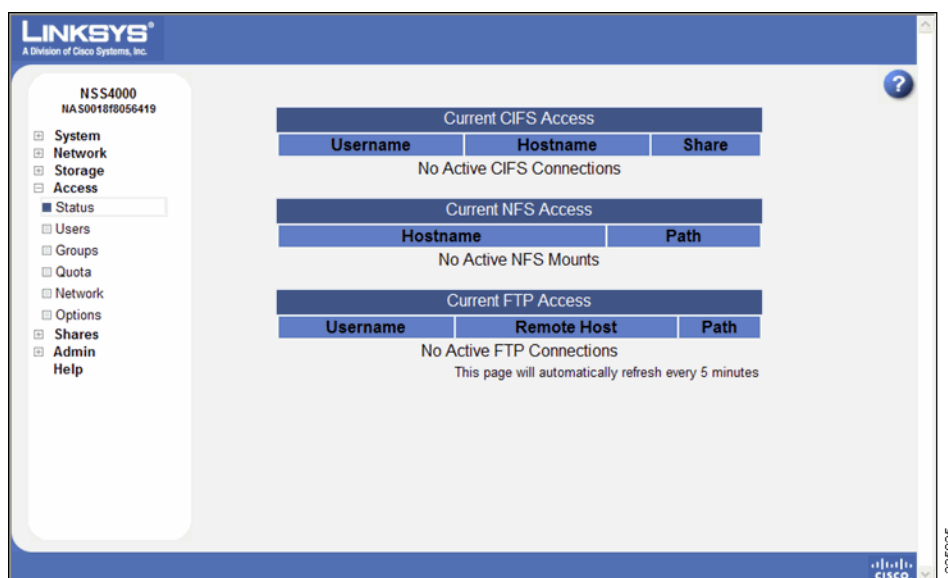 LINKSYS®
A Division of Cisco Systems, Inc.
NSS4000
NAS0018f8056419
System
Network
Storage
Access
Status
Users
Groups
Quota
Network
Options
Shares
Admin
Help
?
Current CIFS Access
Username Hostname Share
No Active CIFS Connections
Current NFS Access
Hostname Path
No Active NFS Mounts
Current FTP Access
Username Remote Host Path
No Active FTP Connections
This page will automatically refresh every 5 minutes
CISCO